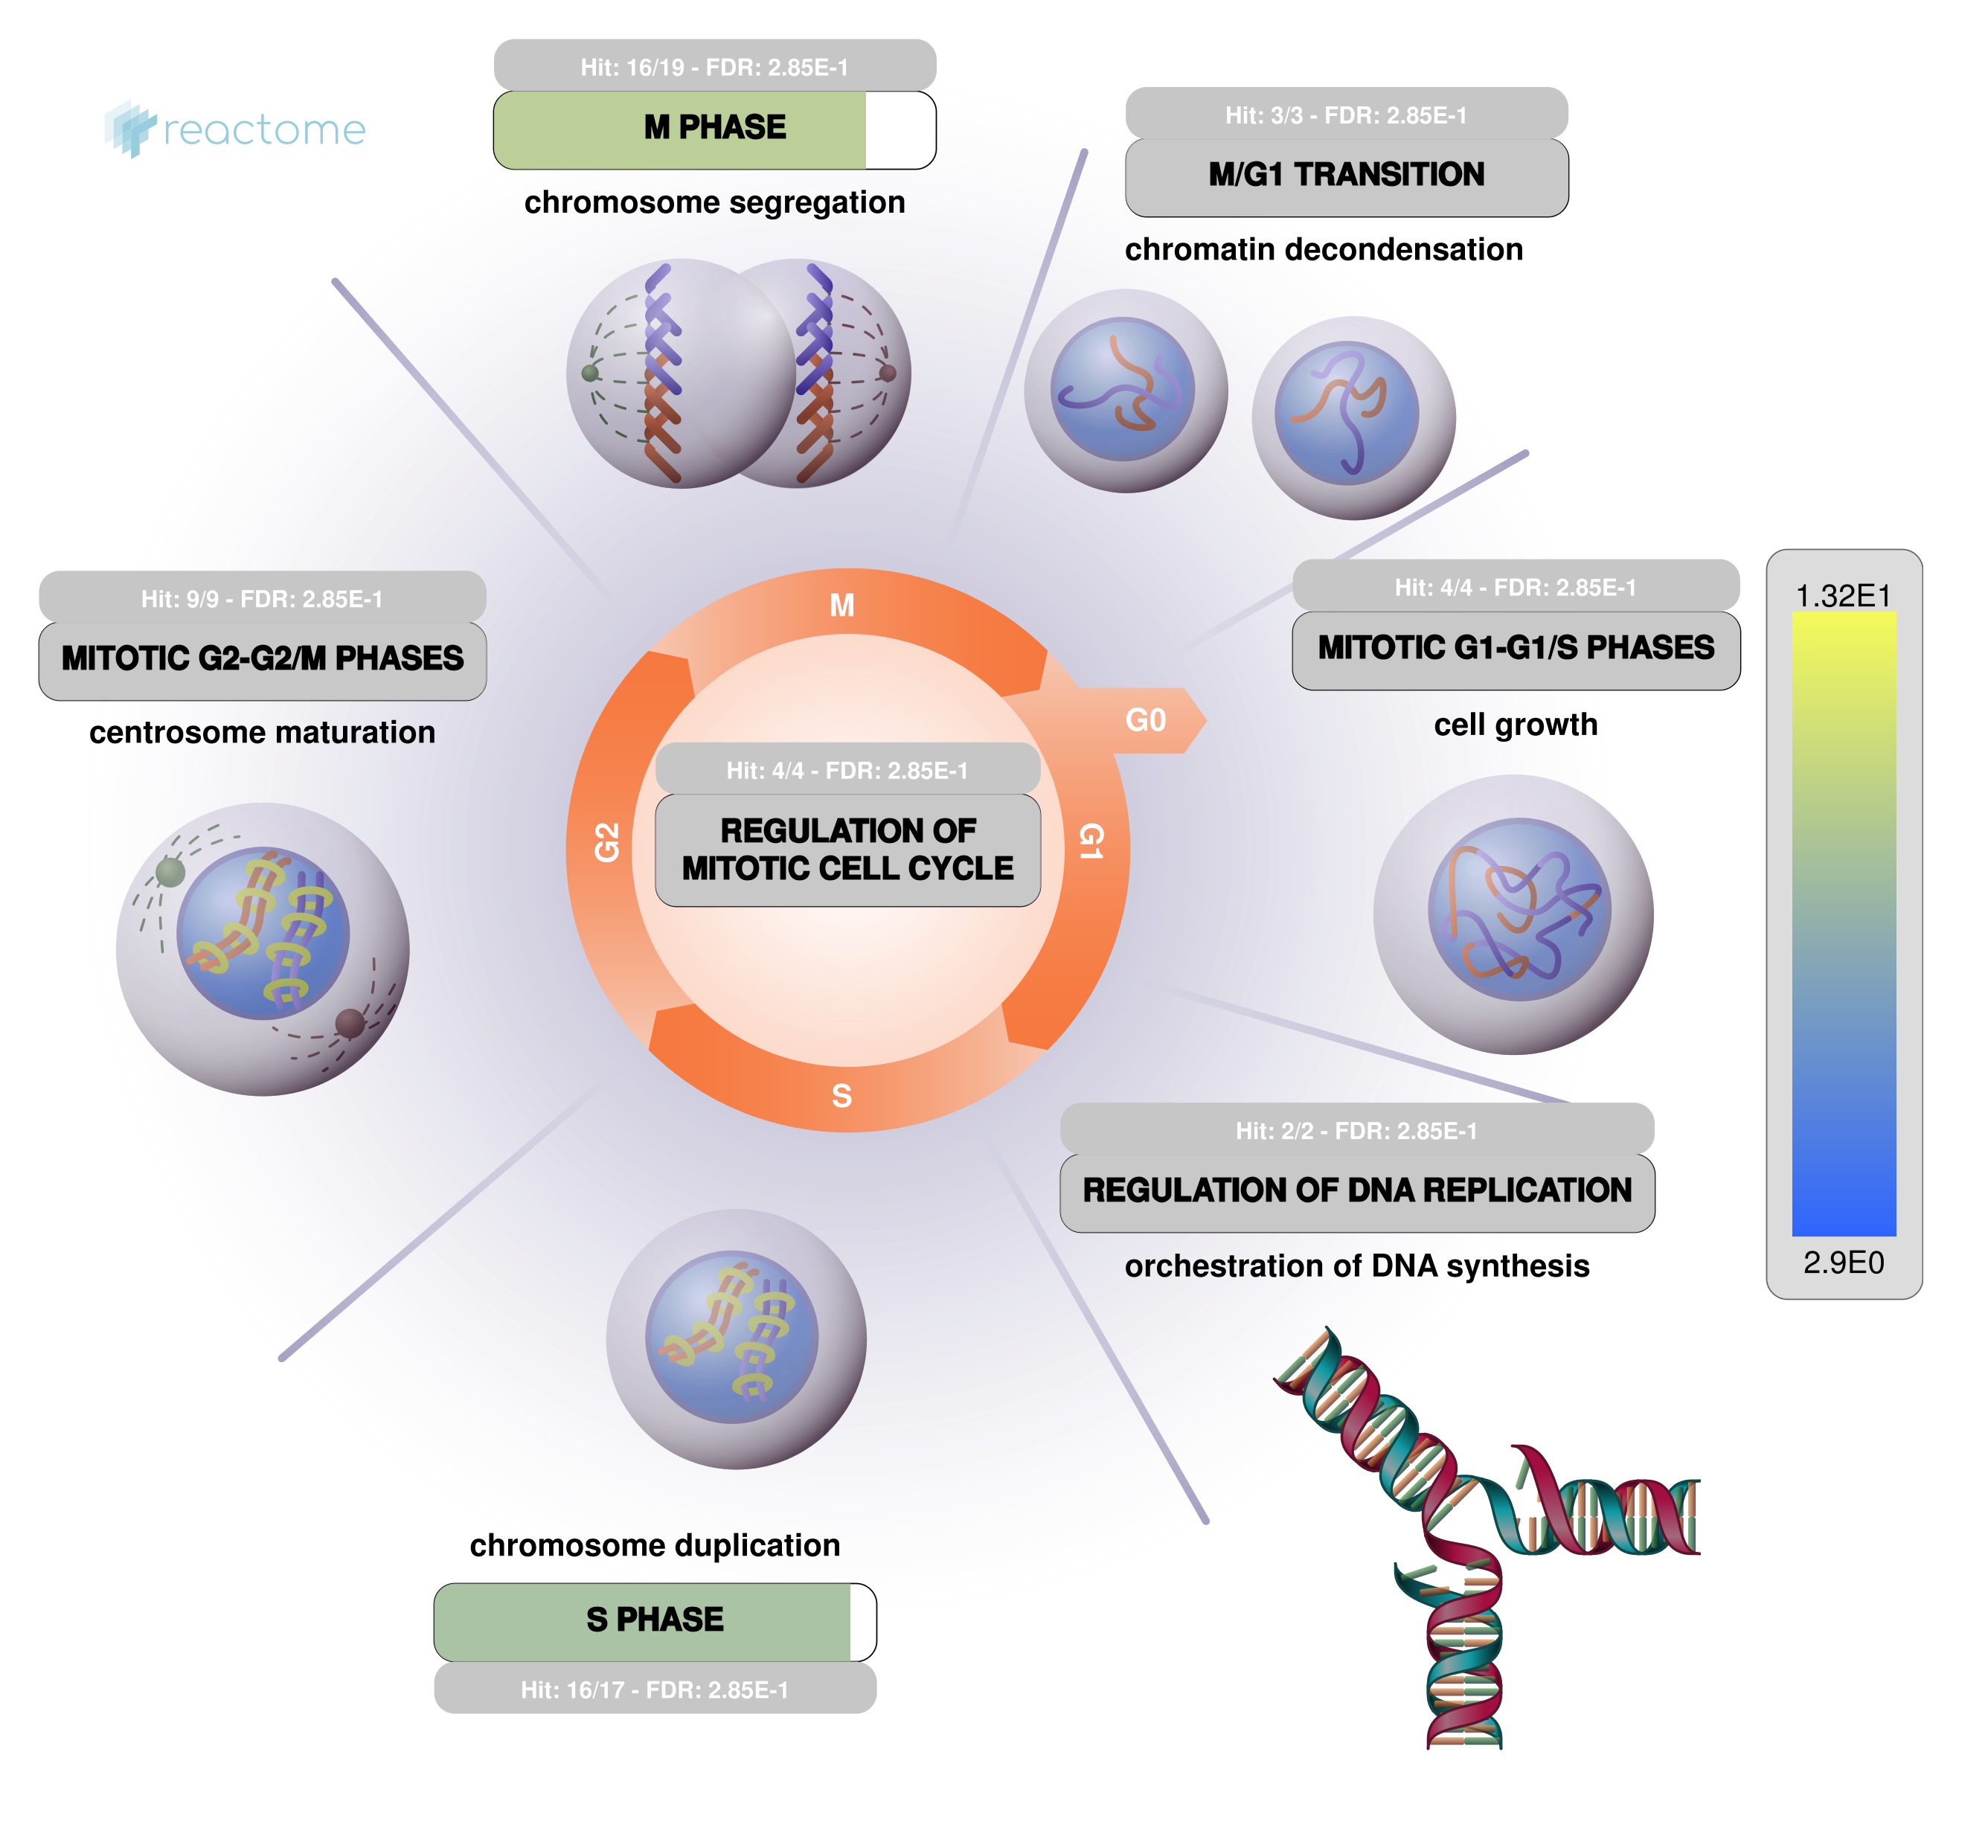 Hit: 16/19 - FDR: 2.85E-1
M PHASE
chromosome segregation
reactome
Hit: 3/3 - FDR: 2.85E-1
M/G1 TRANSITION
chromatin decondensation
Hit: 9/9 - FDR: 2.85E-1
MITOTIC G2-G2/M PHASES
centrosome maturation
Hit: 4/4 - FDR: 2.85E-1
MITOTIC G1-G1/S PHASES
cell growth
M
G0
G1
S
G2
Hit: 4/4 - FDR: 2.85E-1
REGULATION OF
MITOTIC CELL CYCLE
1.32E1
2.9E0
Hit: 2/2 - FDR: 2.85E-1
REGULATION OF DNA REPLICATION
orchestration of DNA synthesis
chromosome duplication
S PHASE
Hit: 16/17 - FDR: 2.85E-1